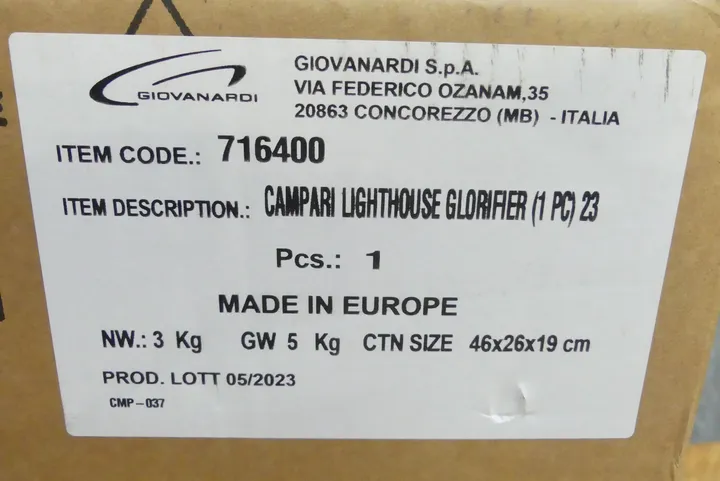 GIOVANARDI
GIOVANARDI S.p.A.
VIA FEDERICO OZANAM,35
20863 CONCOREZZO (MB) - ITALIA
ITEM CODE.: 716400
ITEM DESCRIPTION.: CAMPARI LIGHTHOUSE GLORIFIER (1 PC) 23
Pcs.: 1
MADE IN EUROPE
NW.: 3 Kg GW 5 Kg CTN SIZE 46x26x19 cm
PROD. LOTT 05/2023
CMP-037